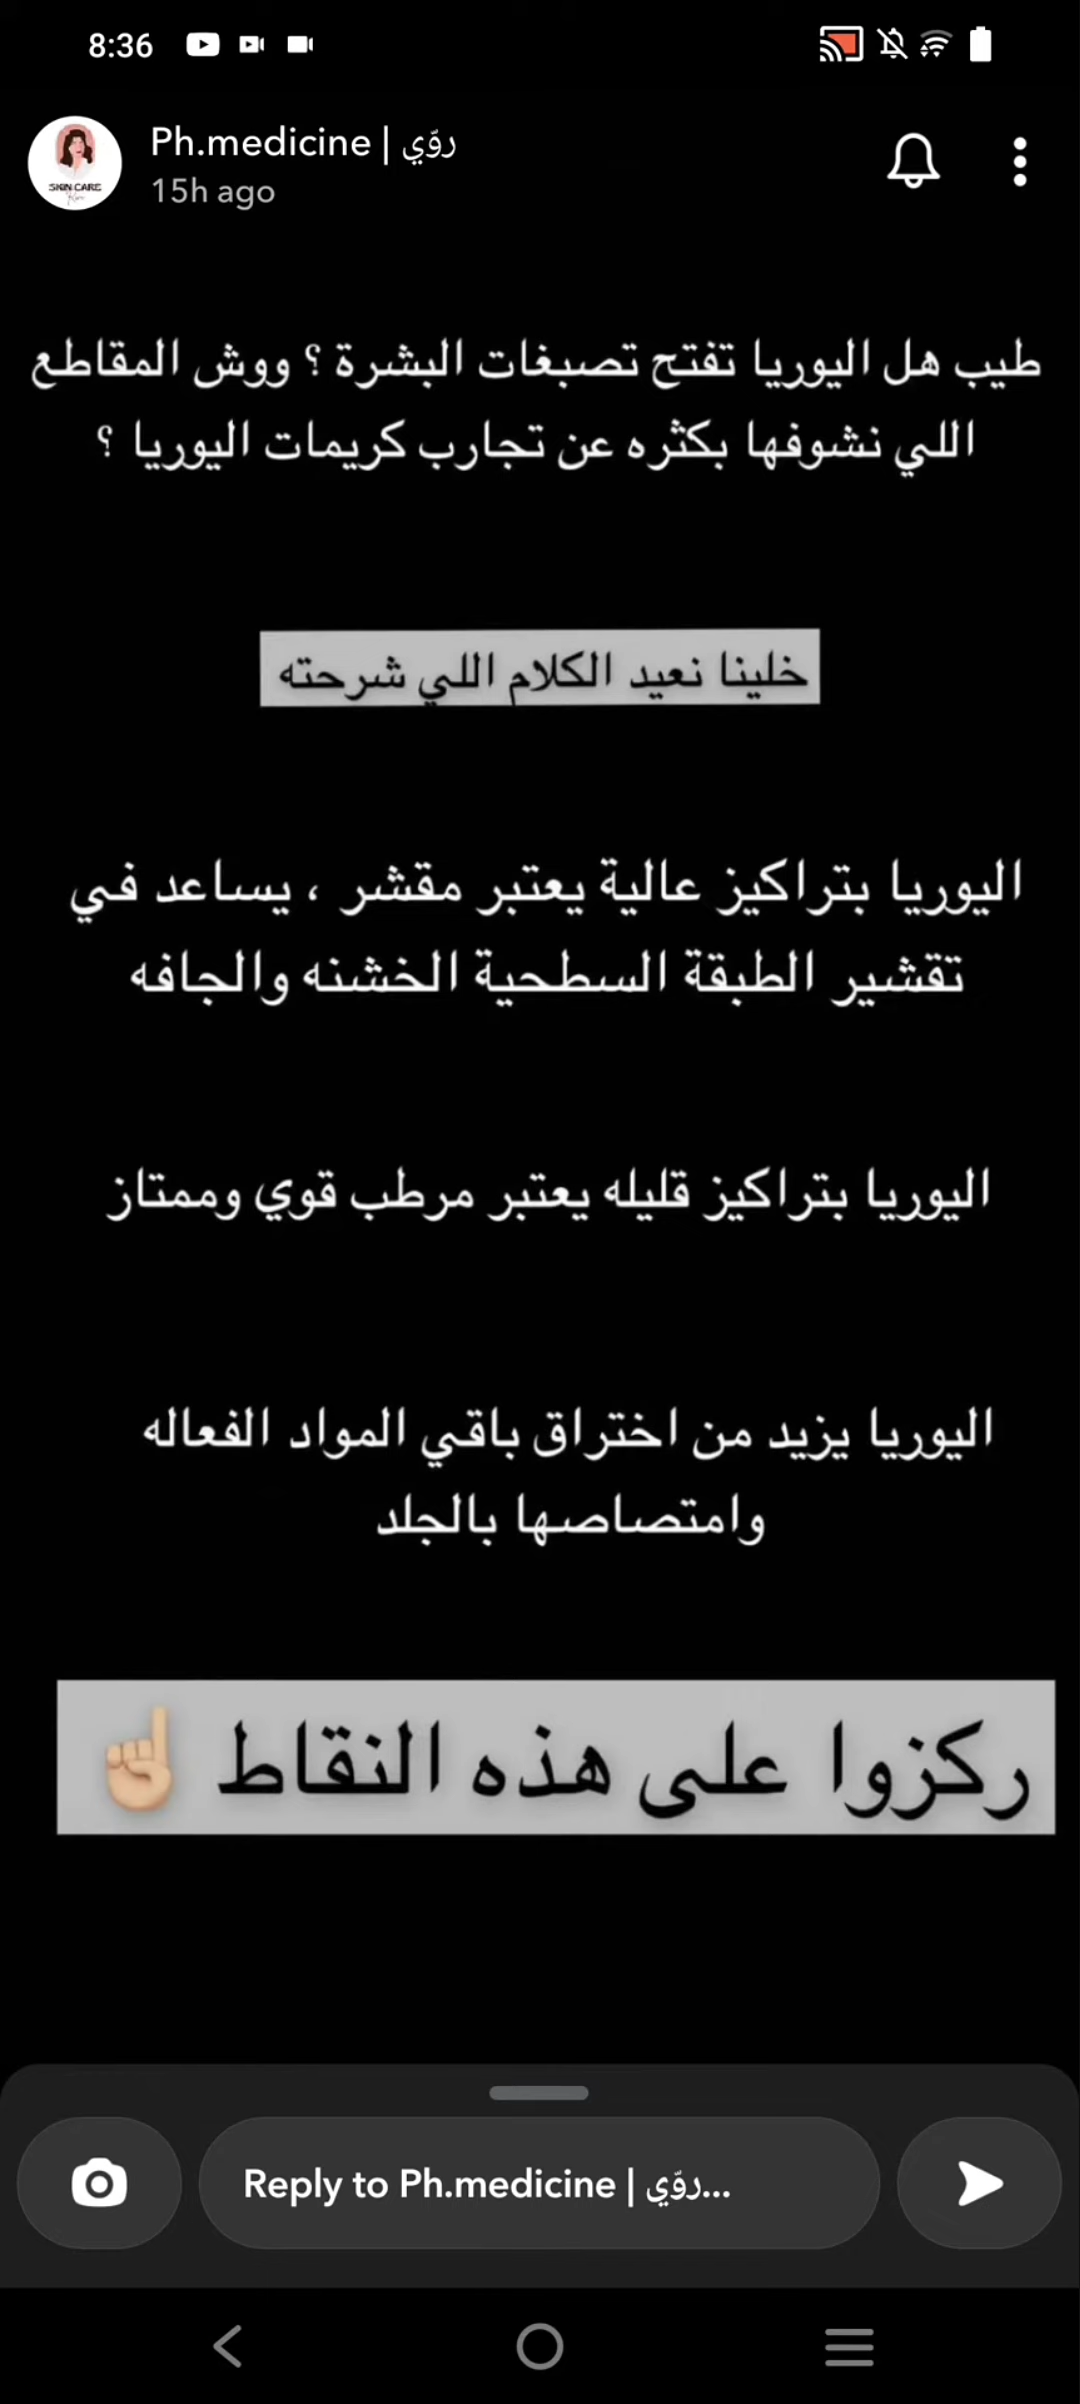 8:36
Ph.medicine | روّي
15h ago
SKIN CARE
طيب هل اليوريا تفتح تصبغات البشرة ؟ ووش المقاطع
اللي نشوفها بكثره عن تجارب كريمات اليوريا ؟
خلينا نعيد الكلام اللي شرحته
اليوريا بتراكيز عالية يعتبر مقشر ، يساعد في
تقشير الطبقة السطحية الخشنه والجافه
اليوريا بتراكيز قليله يعتبر مرطب قوي وممتاز
اليوريا يزيد من اختراق باقي المواد الفعاله
وامتصاصها بالجلد
ركزوا على هذه النقاط ☝🏼
Reply to Ph.medicine | روّي...